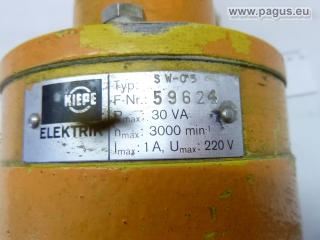 © www.pagus.eu
KIEPE
ELEKTRIK
Typ: SW-03
F-Nr.: 59624
Pmax: 30 VA
nmax: 3000 min-1
Imax: 1A, Umax: 220 V